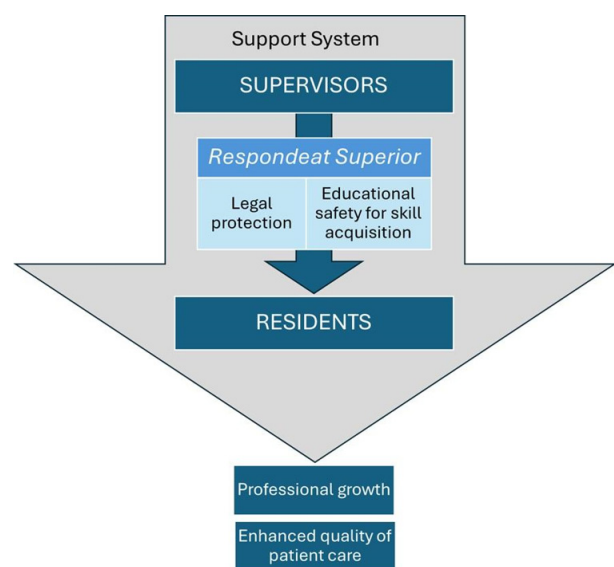 Support System
SUPERVISORS
Respondeat Superior
Legal
protection
Educational
safety for skill
acquisition
RESIDENTS
Professional growth
Enhanced quality of
patient care